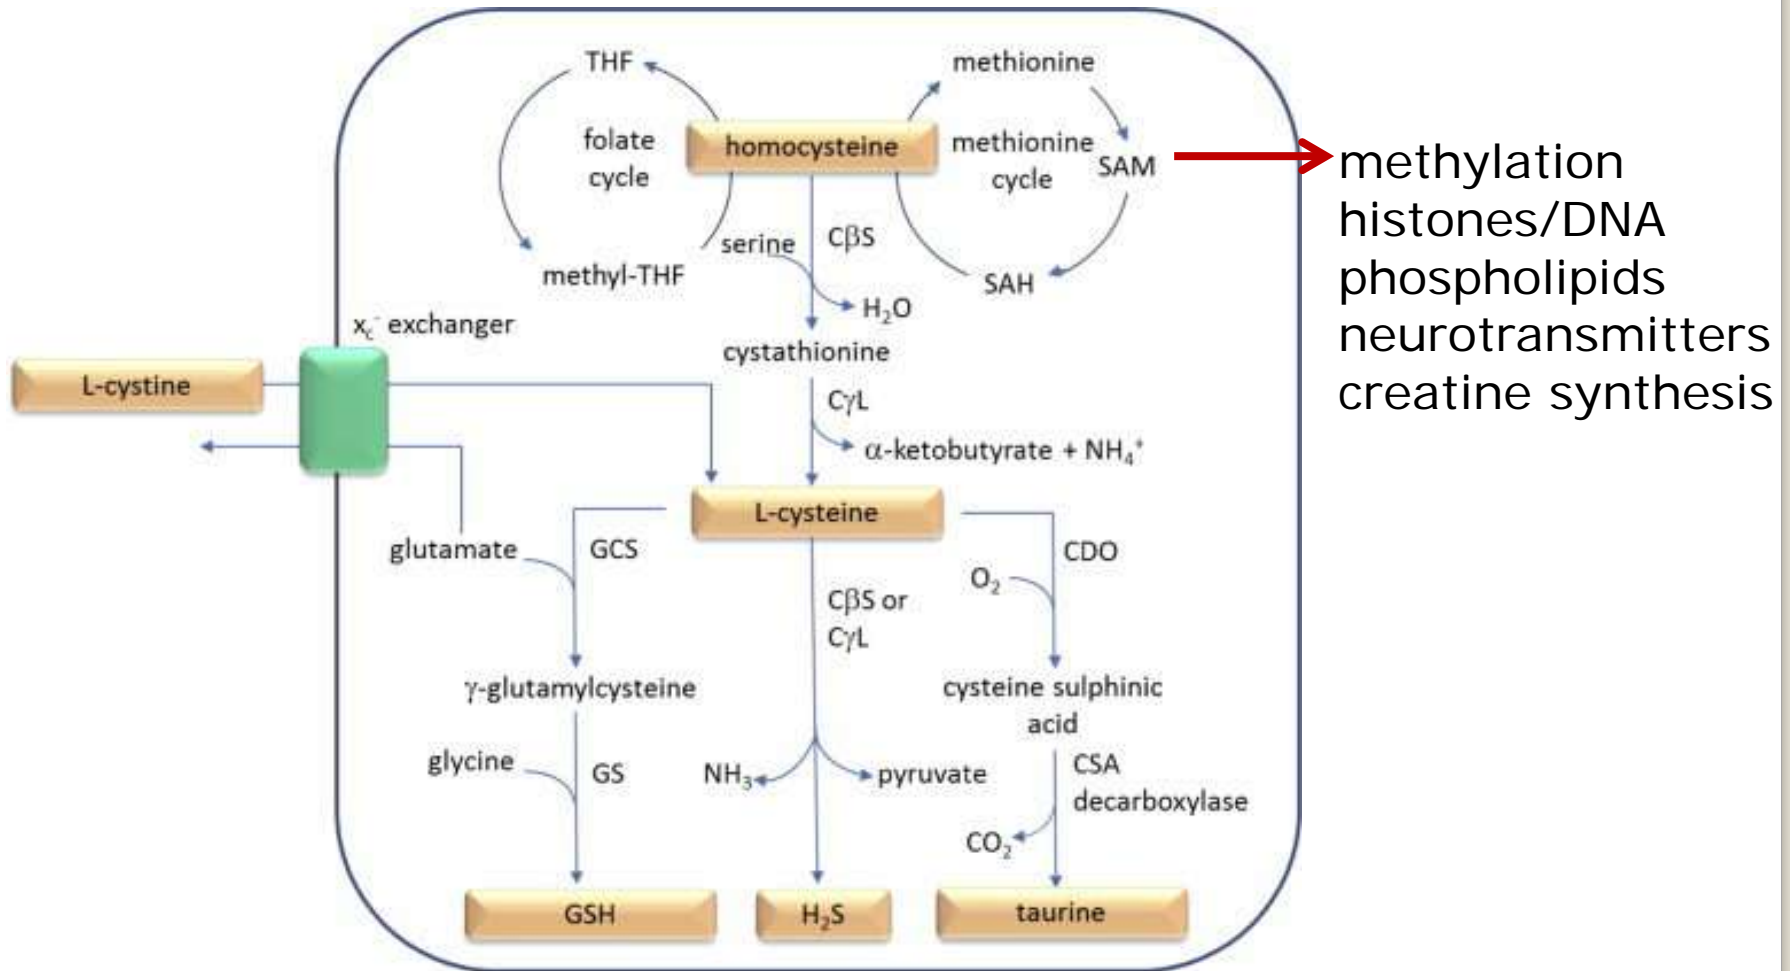 THF
methionine
folate
cycle
homocysteine
methionine
cycle
SAM
methylation
histones/DNA
phospholipids
neurotransmitters
creatine synthesis
serine
CβS
methyl-THF
SAH
H₂O
x꜀⁻ exchanger
cystathionine
L-cystine
CγL
α-ketobutyrate + NH₄⁺
L-cysteine
glutamate
GCS
CDO
O₂
CβS or
CγL
γ-glutamylcysteine
cysteine sulphinic
acid
glycine
GS
NH₃
pyruvate
CSA
decarboxylase
CO₂
GSH
H₂S
taurine